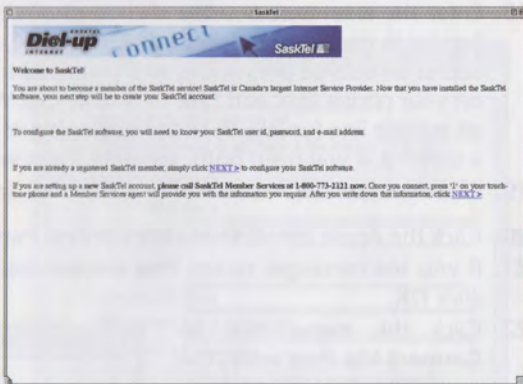 SaskTel
SASKTEL
Dial-up
INTERNET
connect
SaskTel
Welcome to SaskTel!
You are about to become a member of the SaskTel service! SaskTel is Canada's largest Internet Service Provider. Now that you have installed the SaskTel
software, your next step will be to create your SaskTel account.
To configure the SaskTel software, you will need to know your SaskTel user id, password, and e-mail address.
If you are already a registered SaskTel member, simply click NEXT > to configure your SaskTel software.
If you are setting up a new SaskTel account, please call SaskTel Member Services at 1-800-773-2121 now. Once you connect, press '1' on your touch-
tone phone and a Member Services agent will provide you with the information you require. After you write down this information, click NEXT >